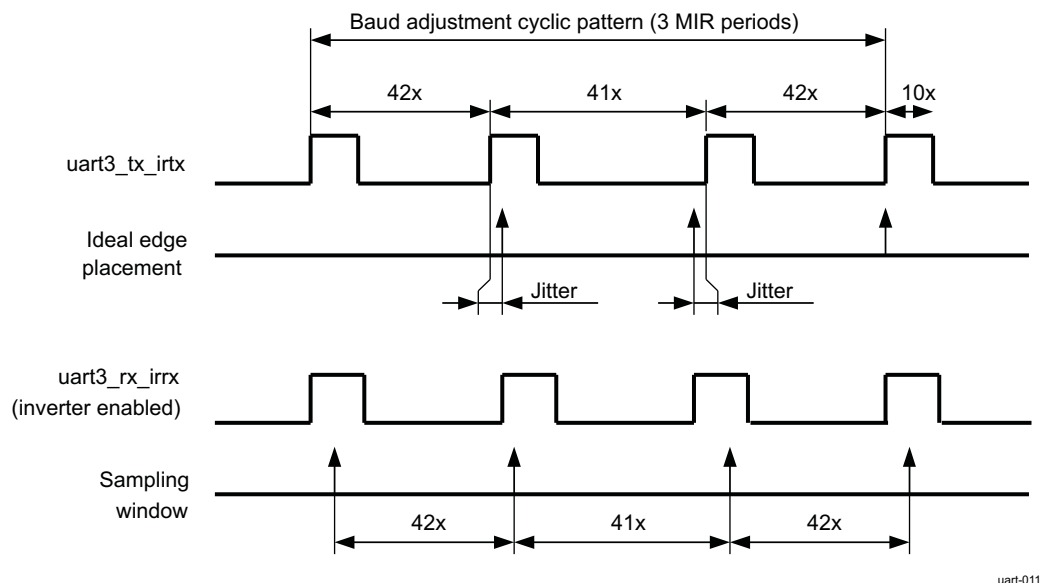 Baud adjustment cyclic pattern (3 MIR periods)
42x 41x 42x 10x
uart3_tx_irtx
Ideal edge
placement
Jitter Jitter
uart3_rx_irrx
(inverter enabled)
Sampling
window
42x 41x 42x
uart-011